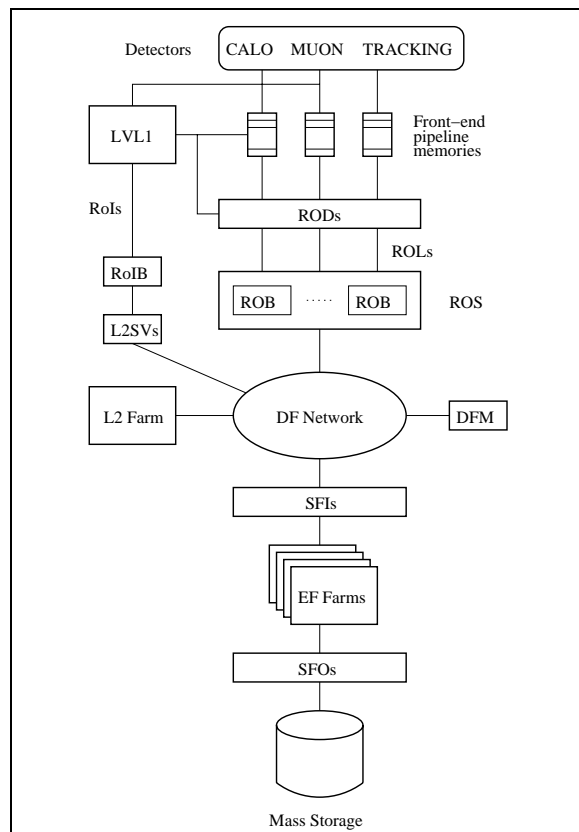 Detectors CALO MUON TRACKING
LVL1
Front–end
pipeline
memories
RoIs
RODs
ROLs
RoIB
ROB ..... ROB
ROS
L2SVs
L2 Farm
DF Network
DFM
SFIs
EF Farms
SFOs
Mass Storage